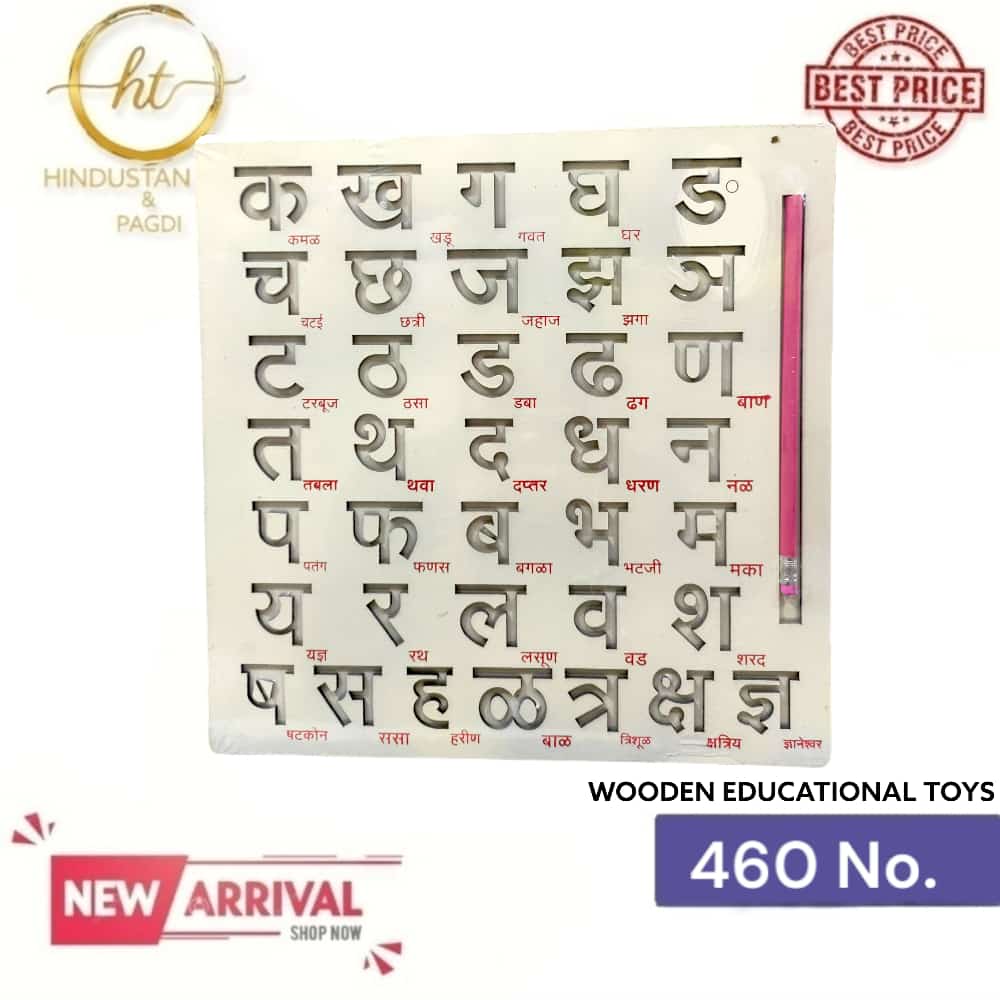 ht
HINDUSTAN
&
PAGDI
BEST PRICE
BEST PRICE
BEST PRICE
क ख ग घ ङ
कमळ खडू गवत घर
च छ ज झ ञ
चटई छत्री जहाज झगा
ट ठ ड ढ ण
टरबूज ठसा डबा ढग बाण
त थ द ध न
तबला थवा दप्तर धरण नळ
प फ ब भ म
पतंग फणस बगळा भटजी मका
य र ल व श
यज्ञ रथ लसूण वड शरद
ष स ह ळ त्र क्ष ज्ञ
षटकोन ससा हरीण बाळ त्रिशूळ क्षत्रिय ज्ञानेश्वर
WOODEN EDUCATIONAL TOYS
460 No.
NEW ARRIVAL
SHOP NOW